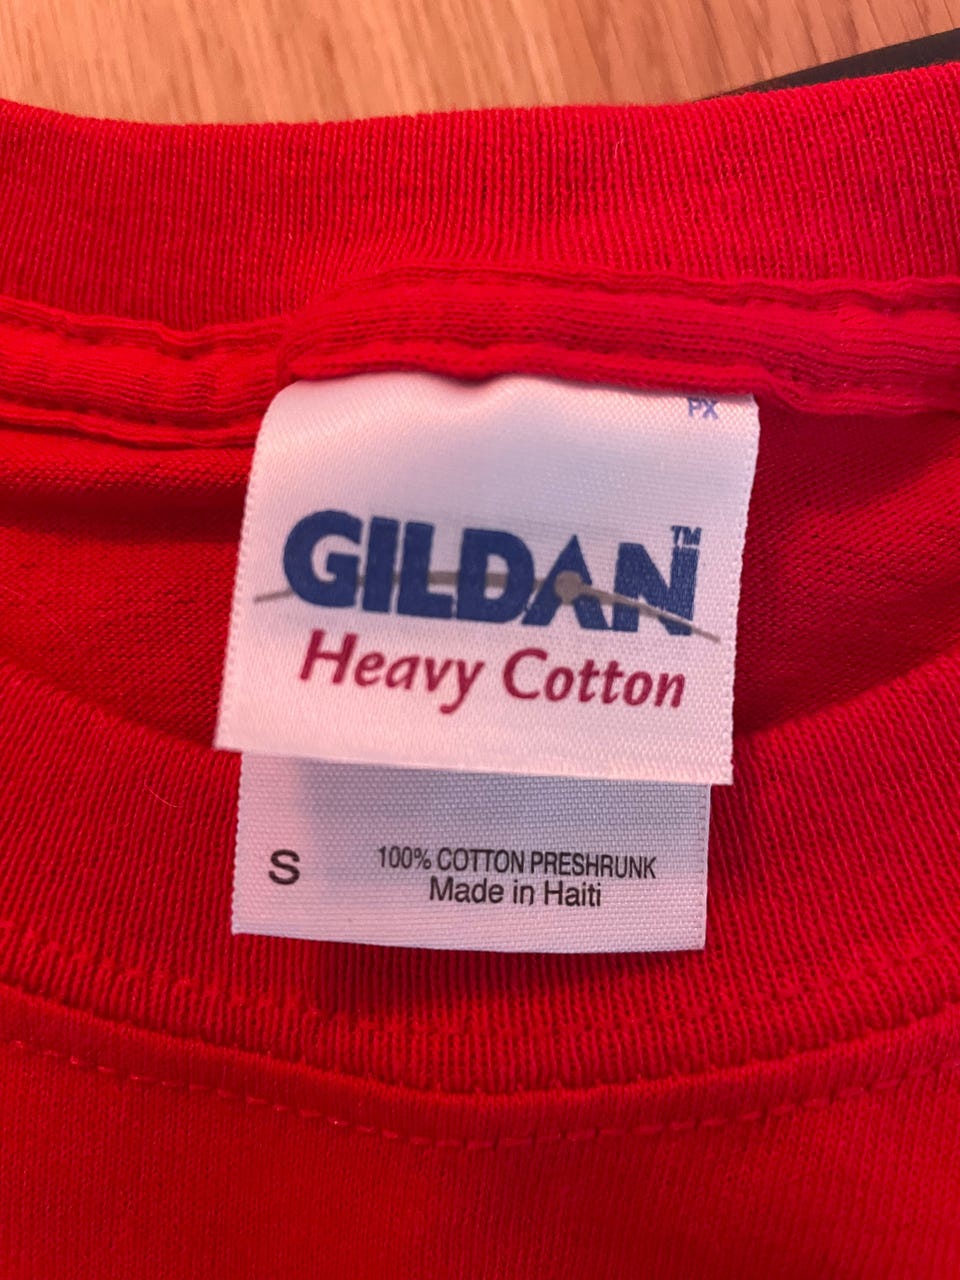 PX
GILDAN™
Heavy Cotton
S
100% COTTON PRESHRUNK
Made in Haiti